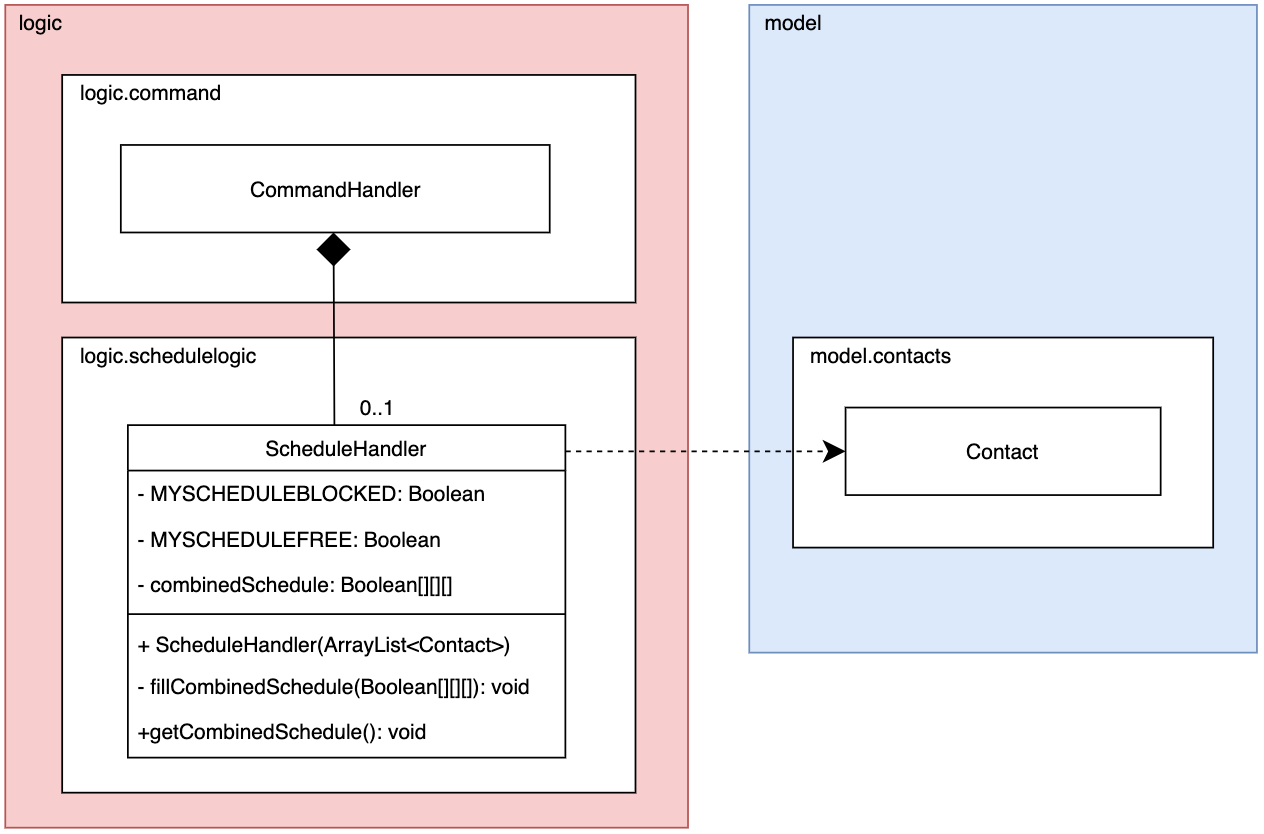 logic
logic.command
CommandHandler
logic.schedulelogic
0..1
ScheduleHandler
- MYSCHEDULEBLOCKED: Boolean
- MYSCHEDULEFREE: Boolean
- combinedSchedule: Boolean[][][]
+ ScheduleHandler(ArrayList<Contact>)
- fillCombinedSchedule(Boolean[][][]): void
+getCombinedSchedule(): void
model
model.contacts
Contact